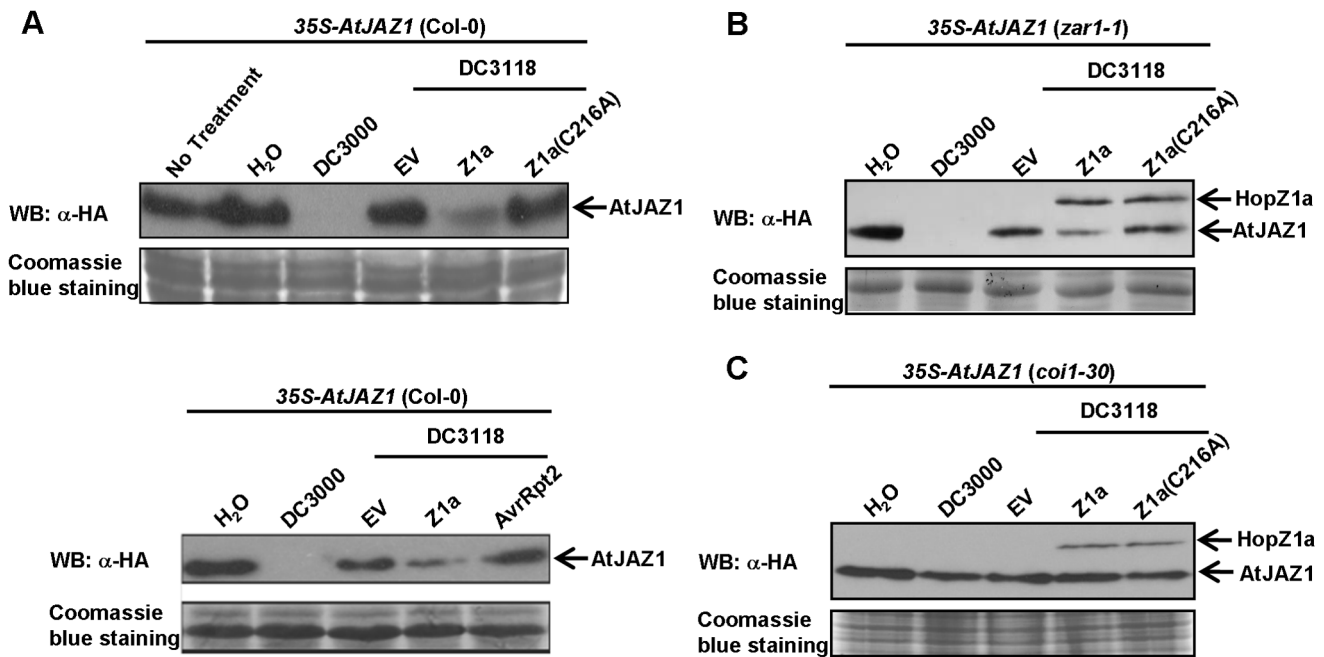 A
35S-AtJAZ1 (Col-0)
DC3118
No Treatment
H₂O
DC3000
EV
Z1a
Z1a(C216A)
WB: α-HA
AtJAZ1
Coomassie
blue staining
35S-AtJAZ1 (Col-0)
DC3118
H₂O
DC3000
EV
Z1a
AvrRpt2
WB: α-HA
AtJAZ1
Coomassie
blue staining
B
35S-AtJAZ1 (zar1-1)
DC3118
H₂O
DC3000
EV
Z1a
Z1a(C216A)
HopZ1a
WB: α-HA
AtJAZ1
Coomassie
blue staining
C
35S-AtJAZ1 (coi1-30)
DC3118
H₂O
DC3000
EV
Z1a
Z1a(C216A)
HopZ1a
WB: α-HA
AtJAZ1
Coomassie
blue staining